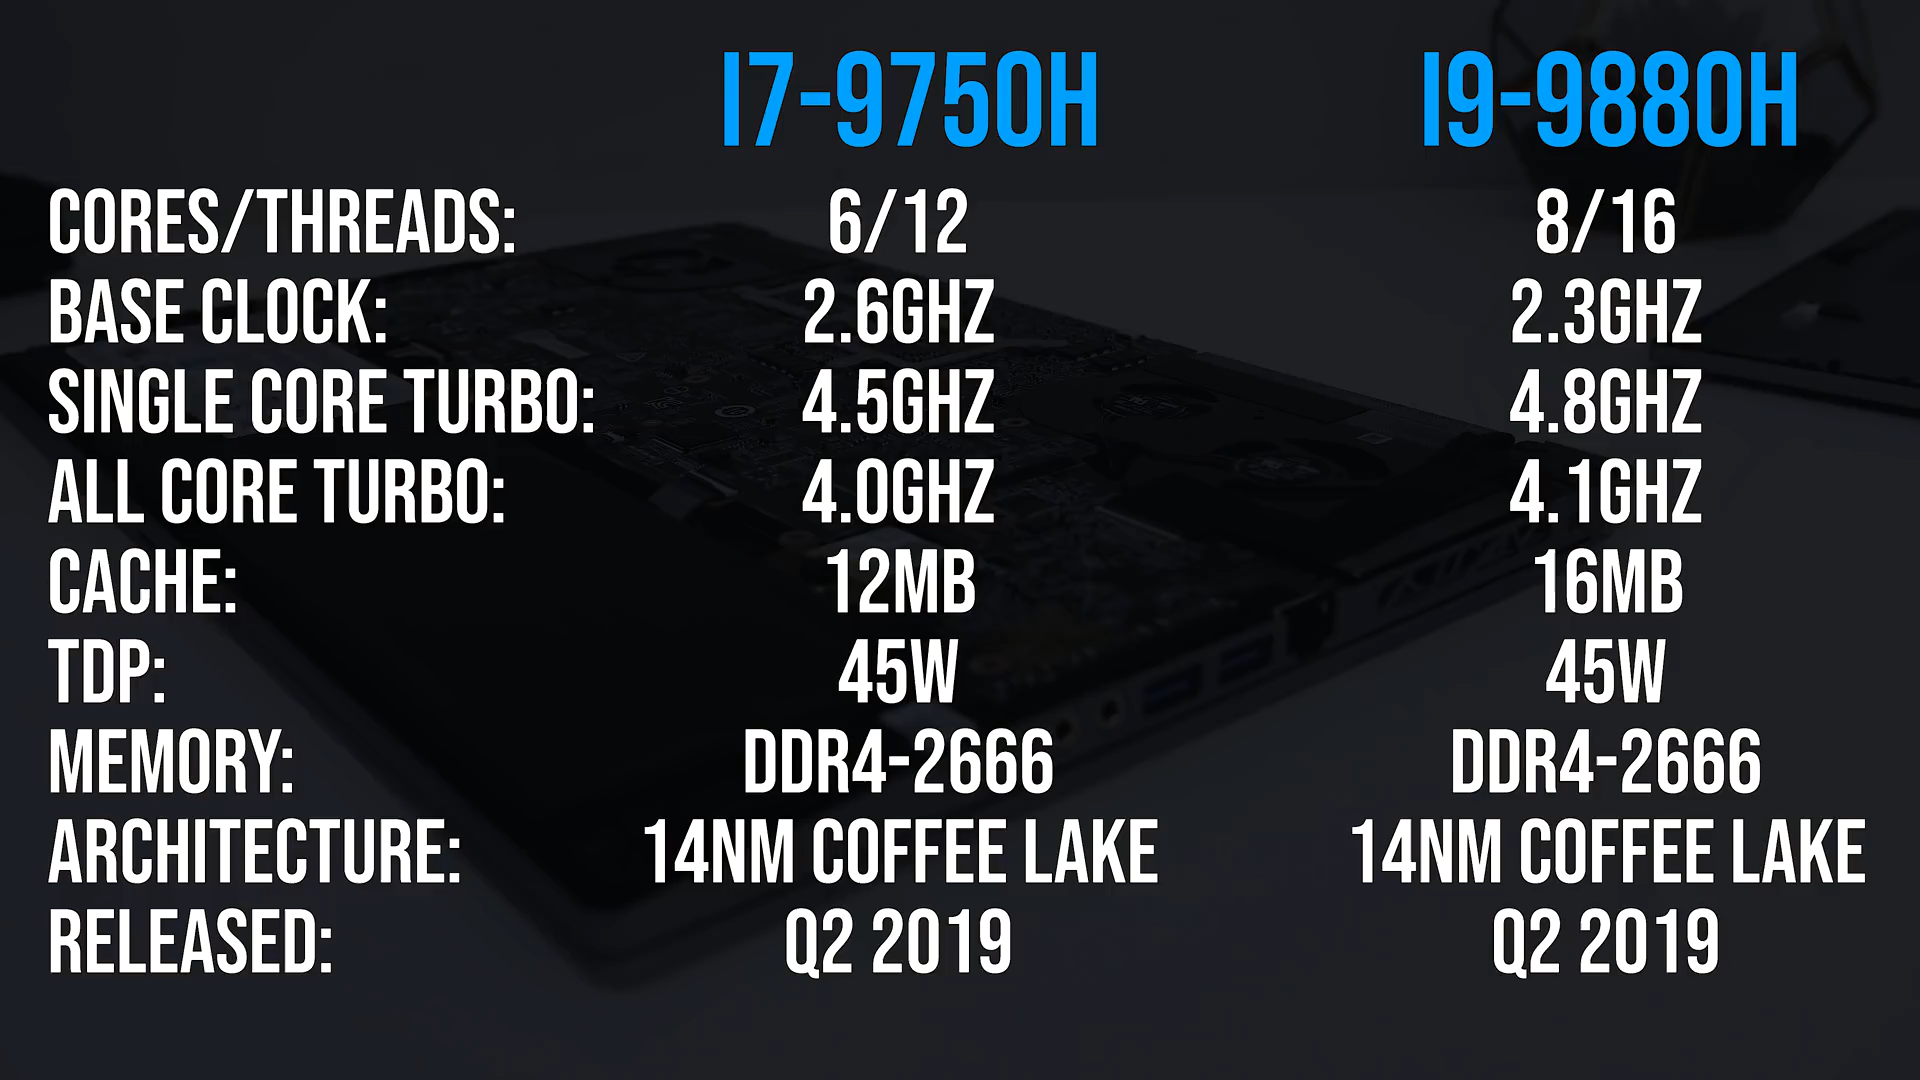 I7-9750H I9-9880H
CORES/THREADS: 6/12 8/16
BASE CLOCK: 2.6GHZ 2.3GHZ
SINGLE CORE TURBO: 4.5GHZ 4.8GHZ
ALL CORE TURBO: 4.0GHZ 4.1GHZ
CACHE: 12MB 16MB
TDP: 45W 45W
MEMORY: DDR4-2666 DDR4-2666
ARCHITECTURE: 14NM COFFEE LAKE 14NM COFFEE LAKE
RELEASED: Q2 2019 Q2 2019